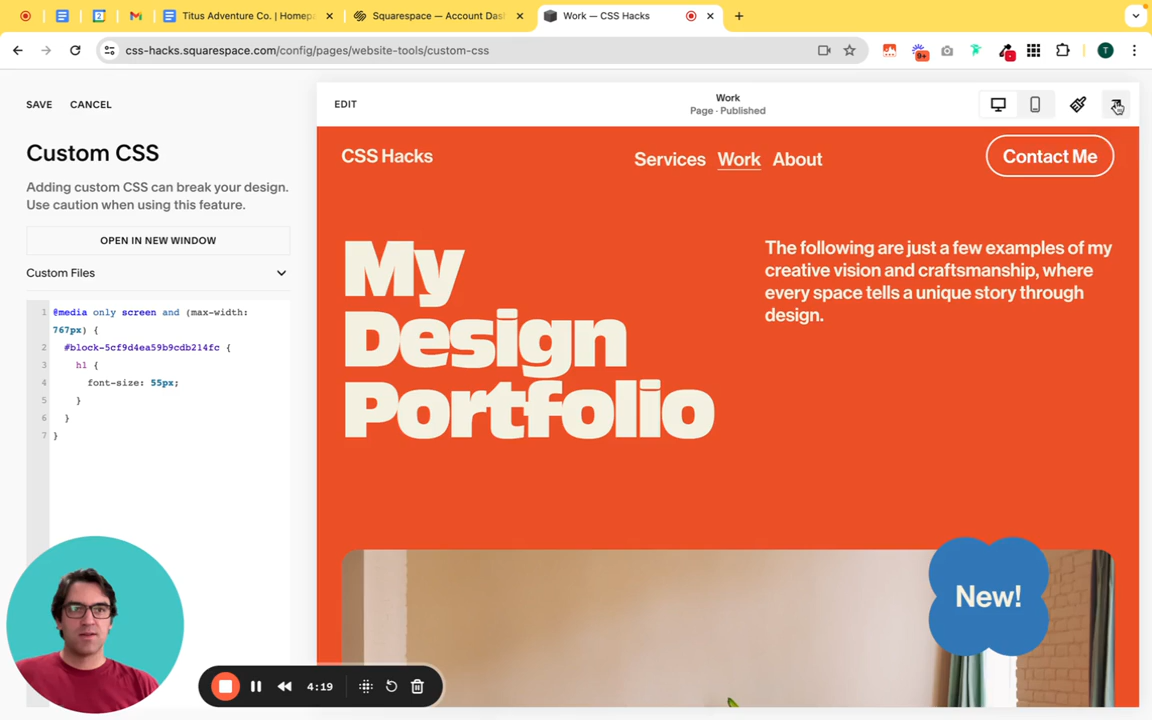 Titus Adventure Co. | Homepa
Squarespace — Account Das
Work — CSS Hacks
css-hacks.squarespace.com/config/pages/website-tools/custom-css
9+
T
SAVE
CANCEL
EDIT
Work
Page · Published
Custom CSS
Adding custom CSS can break your design.
Use caution when using this feature.
OPEN IN NEW WINDOW
Custom Files
1 @media only screen and (max-width:
767px) {
2 #block-5cf9d4ea59b9cdb214fc {
3 h1 {
4 font-size: 55px;
5 }
6 }
7 }
CSS Hacks
Services
Work
About
Contact Me
My
Design
Portfolio
The following are just a few examples of my
creative vision and craftsmanship, where
every space tells a unique story through
design.
New!
4:19